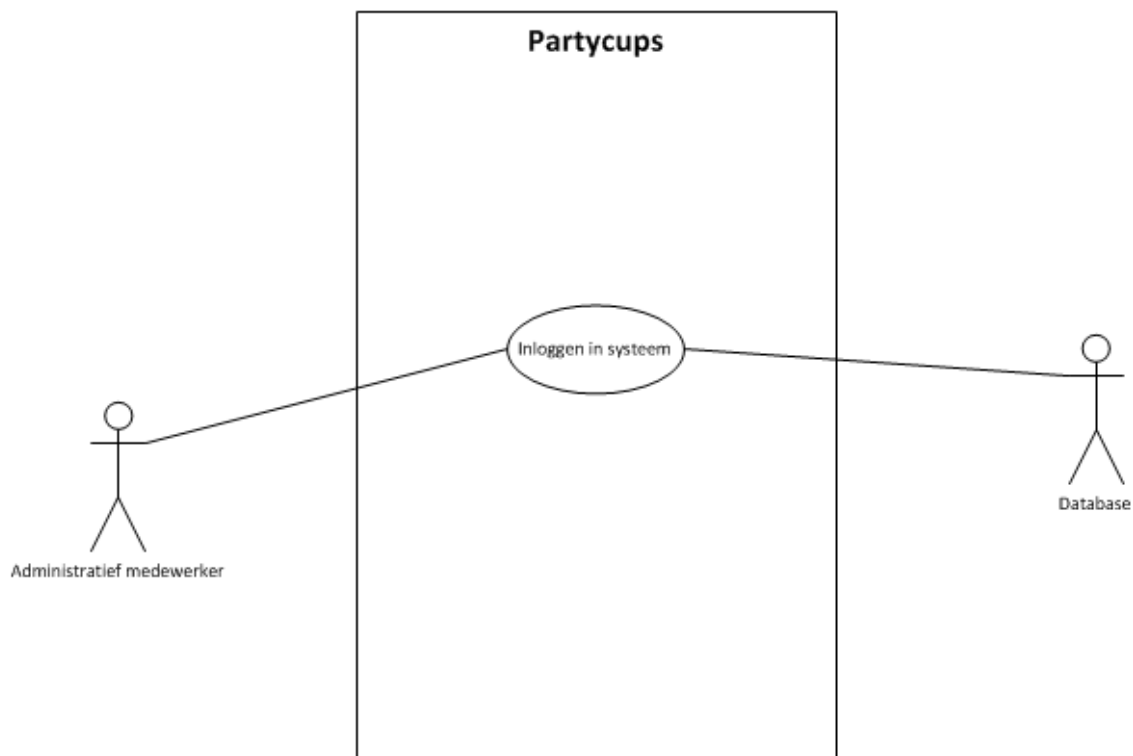 Partycups
Inloggen in systeem
Database
Administratief medewerker